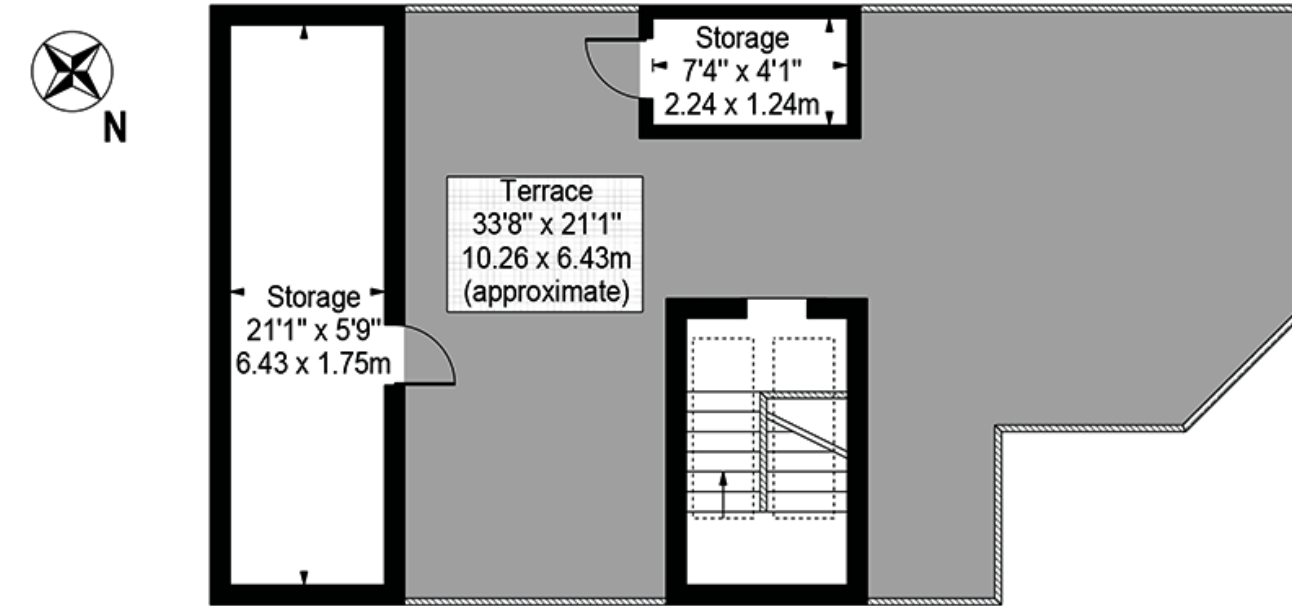 N
Storage
7'4" x 4'1"
2.24 x 1.24m
Terrace
33'8" x 21'1"
10.26 x 6.43m
(approximate)
Storage
21'1" x 5'9"
6.43 x 1.75m